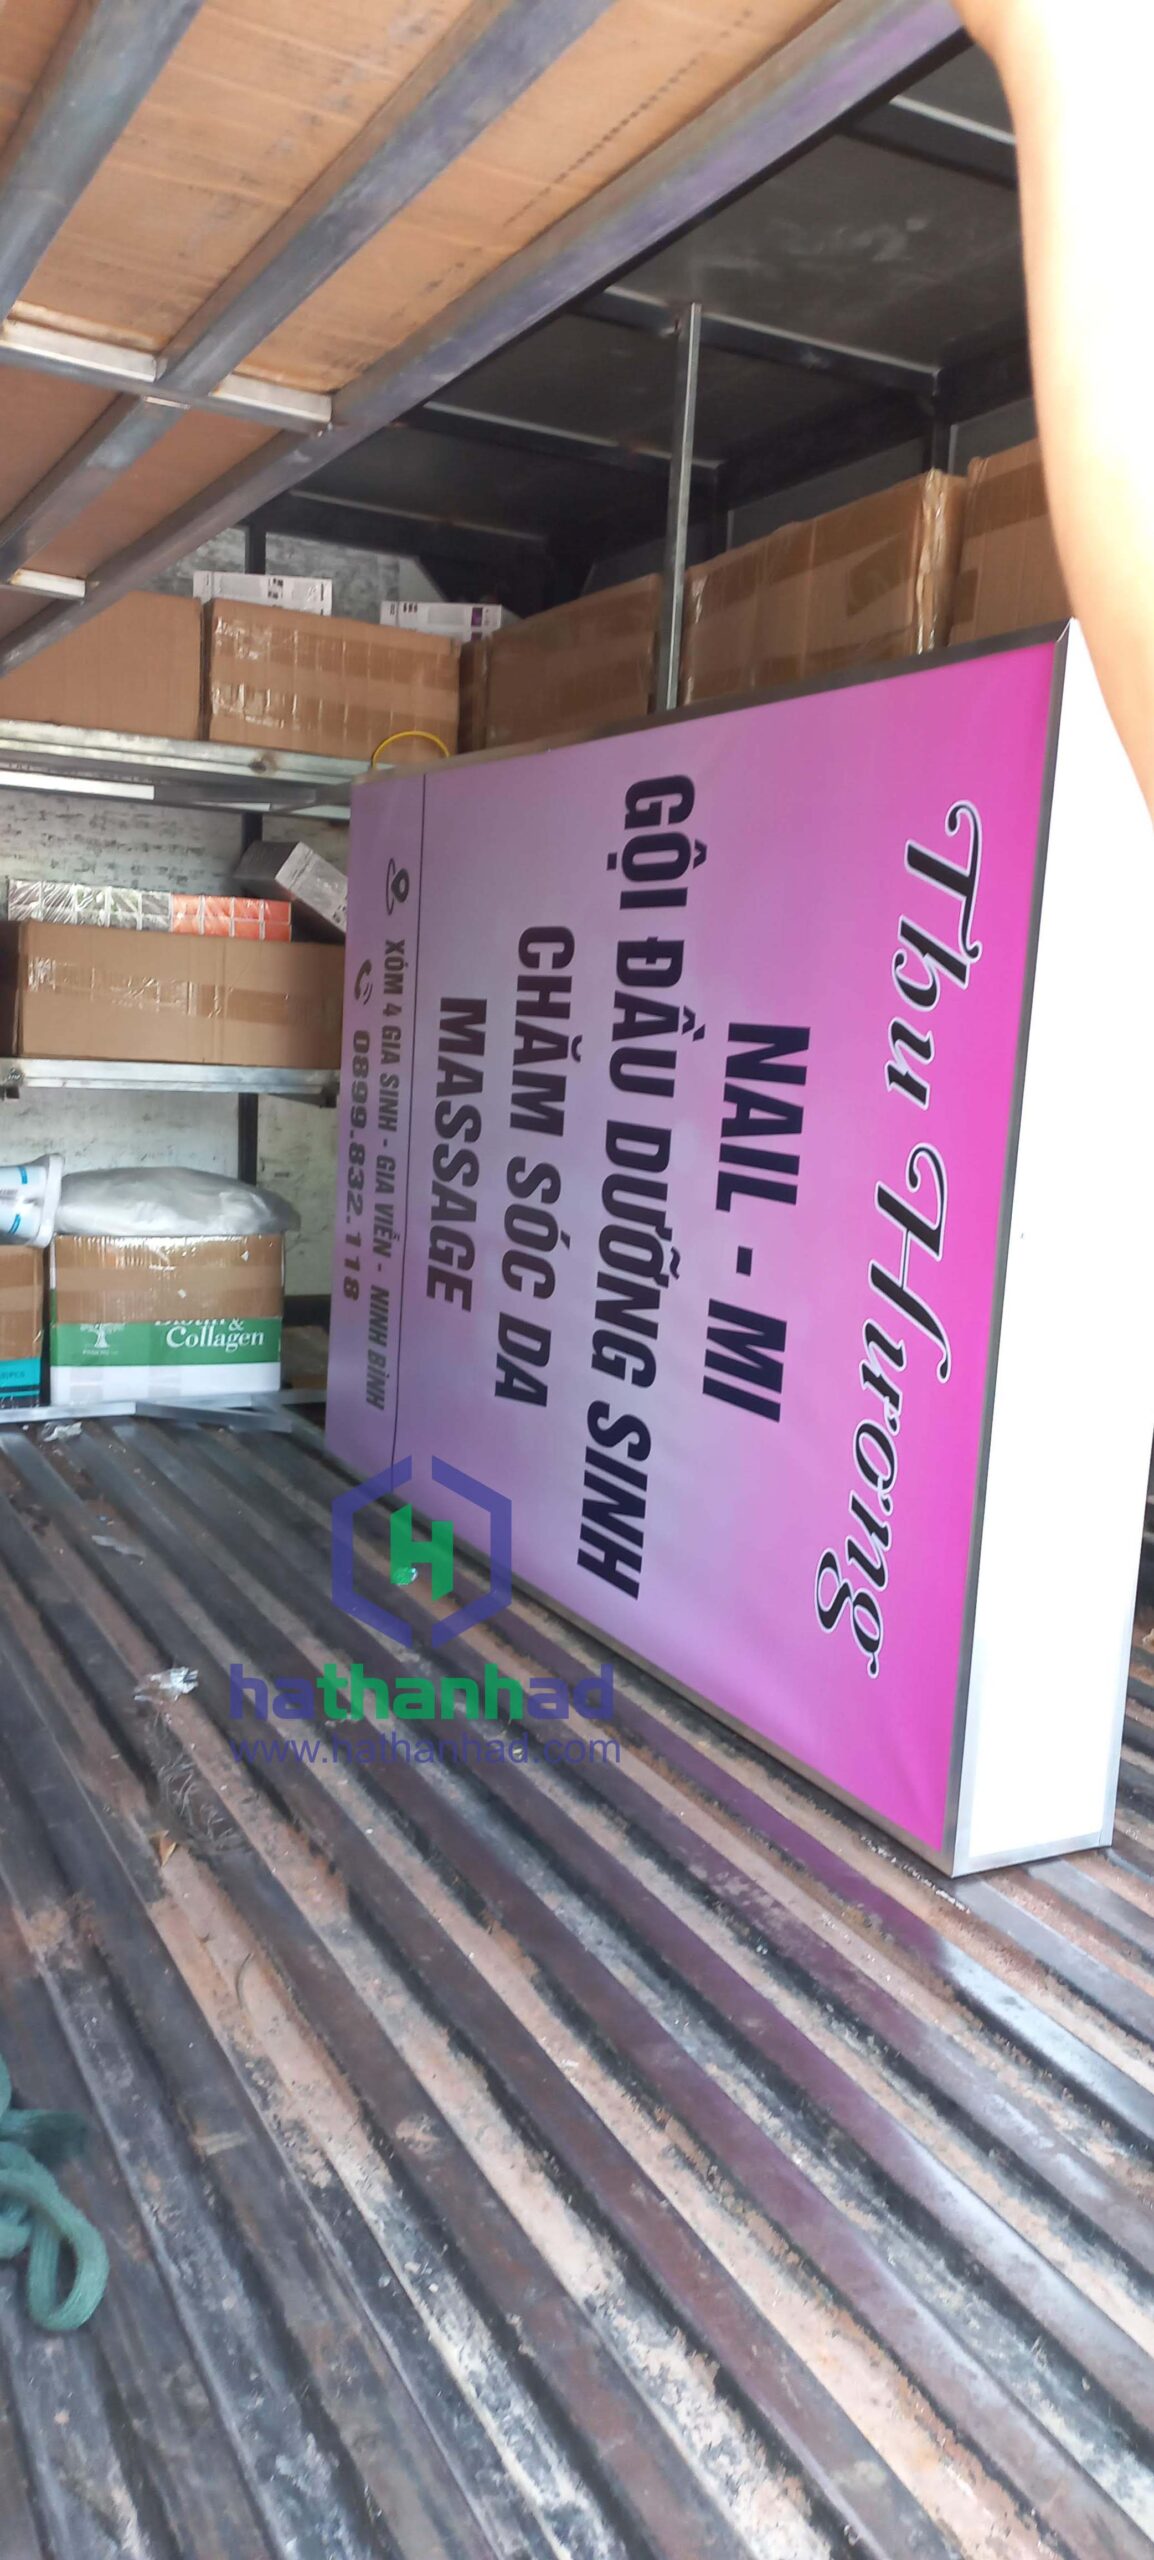 Thu Hương
NAIL - MI
GỘI ĐẦU DƯỠNG SINH
CHĂM SÓC DA
MASSAGE
XÓM 4 GIA SINH - GIA VIỄN - NINH BÌNH
0899.832.118
Biotin &
Collagen
H
hathanhad
www.hathanhad.com